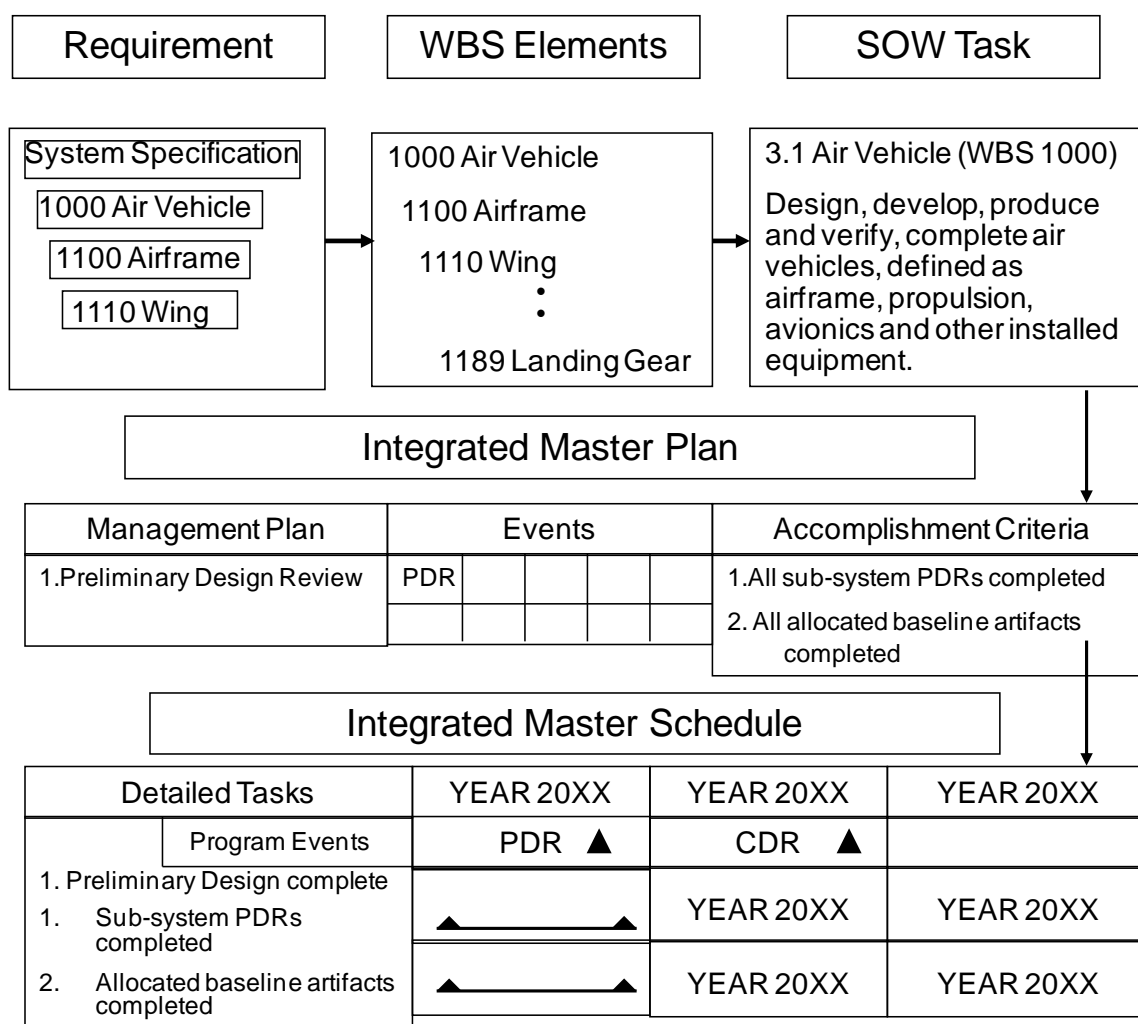 Requirement
WBS Elements
SOW Task
System Specification
1000 Air Vehicle
1100 Airframe
1110 Wing
1000 Air Vehicle
1100 Airframe
1110 Wing
1189 Landing Gear
3.1 Air Vehicle (WBS 1000)
Design, develop, produce
and verify, complete air
vehicles, defined as
airframe, propulsion,
avionics and other installed
equipment.
Integrated Master Plan
Management Plan
Events
Accomplishment Criteria
1.Preliminary Design Review
PDR
1.All sub-system PDRs completed
2. All allocated baseline artifacts
completed
Integrated Master Schedule
Detailed Tasks
YEAR 20XX
YEAR 20XX
YEAR 20XX
Program Events
PDR
CDR
1. Preliminary Design complete
1. Sub-system PDRs
completed
YEAR 20XX
YEAR 20XX
2. Allocated baseline artifacts
completed
YEAR 20XX
YEAR 20XX